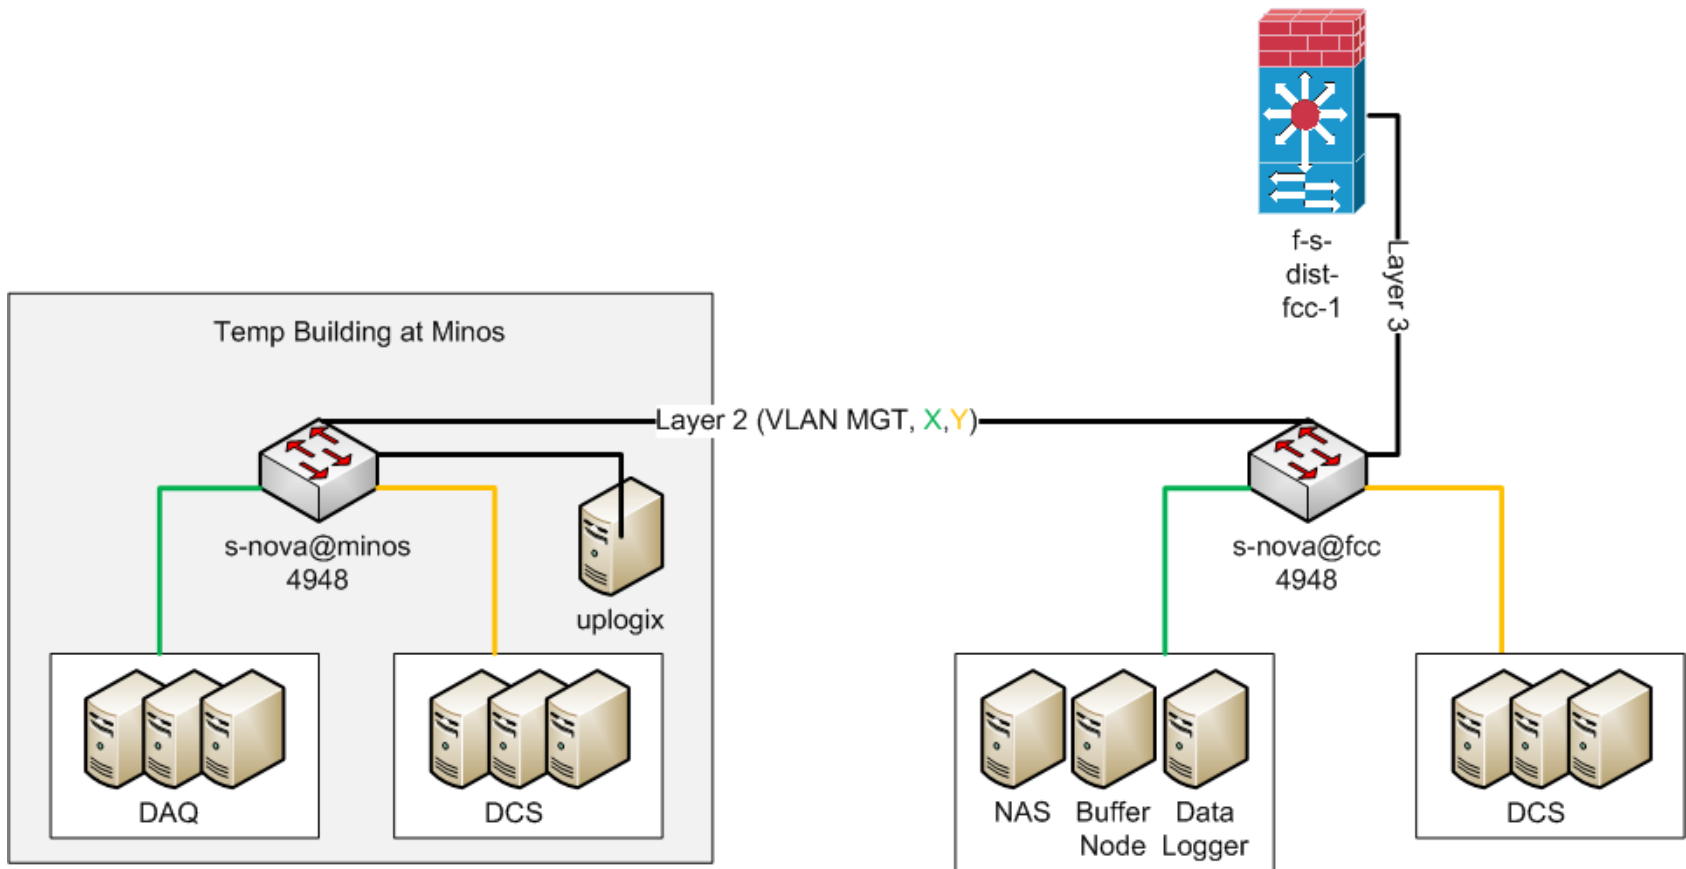 f-s-
dist-
fcc-1
Layer 3
Temp Building at Minos
Layer 2 (VLAN MGT, X,Y)
s-nova@minos
4948
uplogix
s-nova@fcc
4948
DAQ
DCS
NAS
Buffer
Node
Data
Logger
DCS